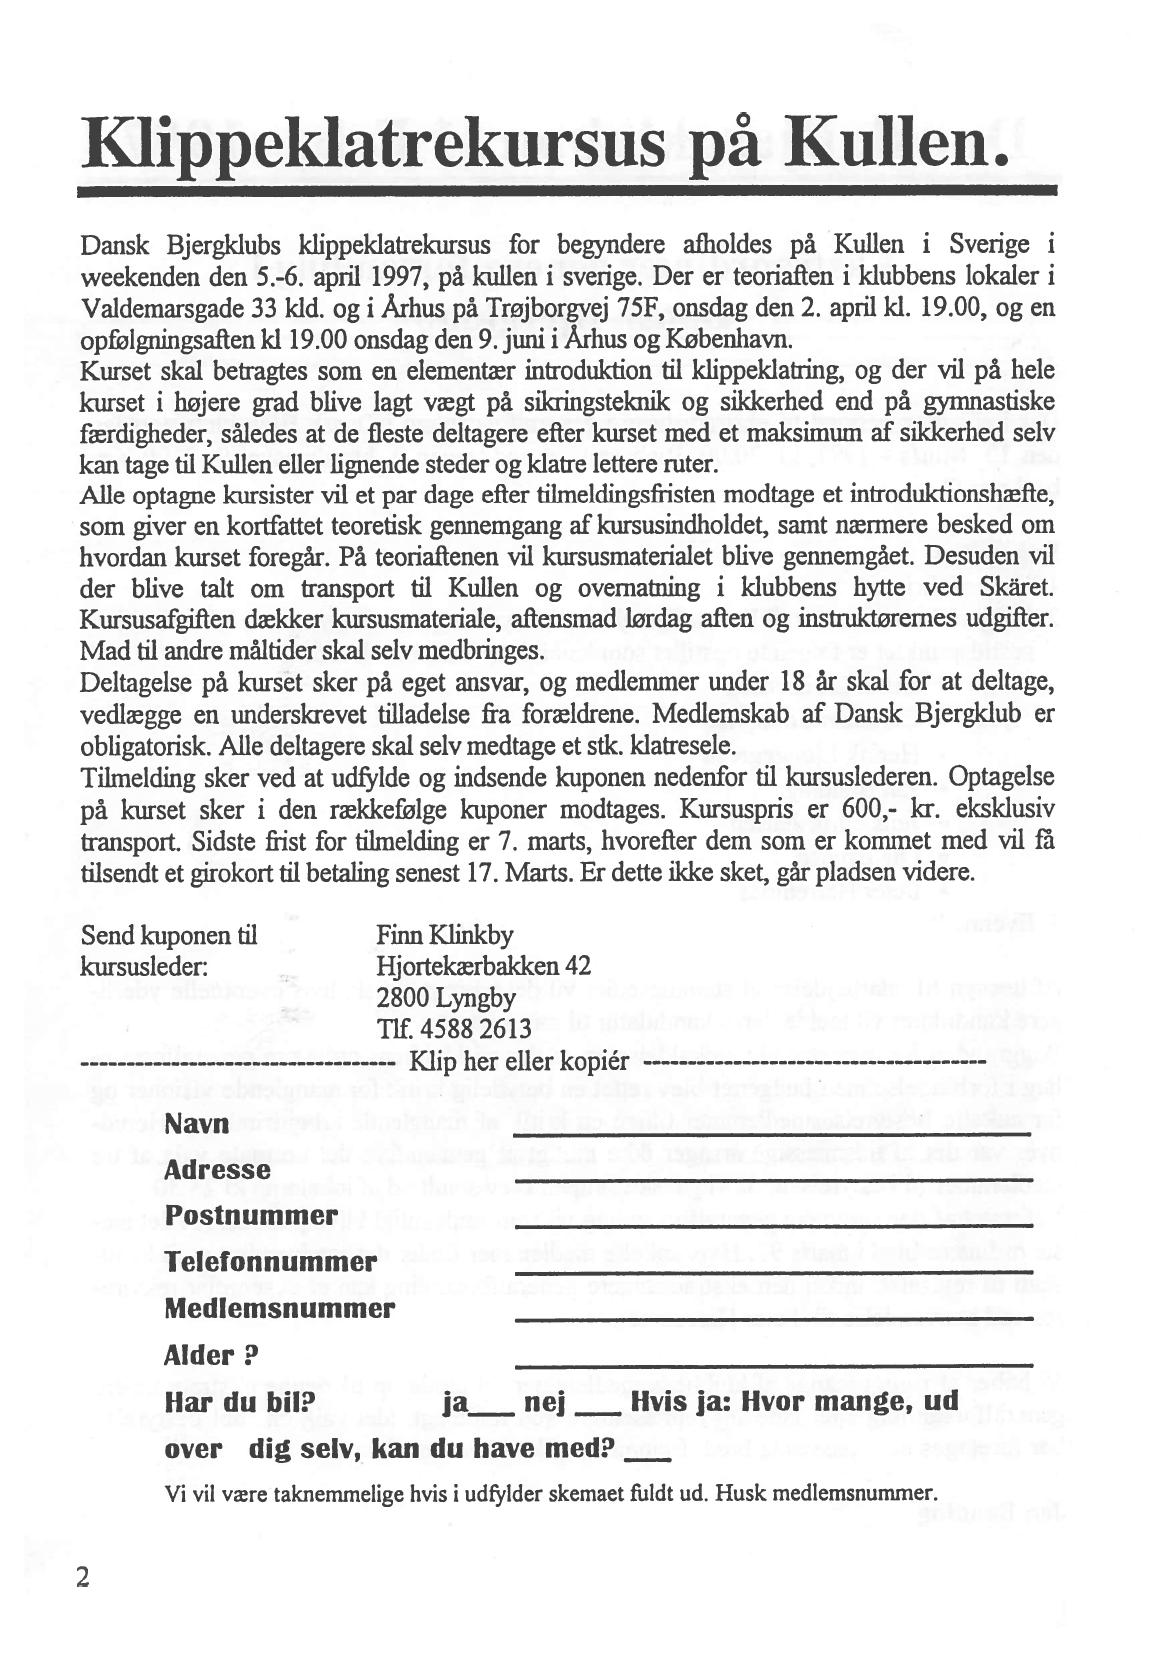 Klippeklatrekursus på Kullen.
Dansk Bjergklubs klippeklatrekursus for begyndere afholdes på Kullen i Sverige i
weekenden den 5.-6. april 1997, på kullen i sverige. Der er teoriaften i klubbens lokaler i
Valdemarsgade 33 kld. og i Århus på Trøjborgvej 75F, onsdag den 2. april kl. 19.00, og en
opfølgningsaften kl 19.00 onsdag den 9. juni i Århus og København.
Kurset skal betragtes som en elementær introduktion til klippeklatring, og der vil på hele
kurset i højere grad blive lagt vægt på sikringsteknik og sikkerhed end på gymnastiske
færdigheder, således at de fleste deltagere efter kurset med et maksimum af sikkerhed selv
kan tage til Kullen eller lignende steder og klatre lettere ruter.
Alle optagne kursister vil et par dage efter tilmeldingsfristen modtage et introduktionshæfte,
som giver en kortfattet teoretisk gennemgang af kursusindholdet, samt nærmere besked om
hvordan kurset foregår. På teoriaftenen vil kursusmaterialet blive gennemgået. Desuden vil
der blive talt om transport til Kullen og overnatning i klubbens hytte ved Skäret.
Kursusafgiften dækker kursusmateriale, aftensmad lørdag aften og instruktørernes udgifter.
Mad til andre måltider skal selv medbringes.
Deltagelse på kurset sker på eget ansvar, og medlemmer under 18 år skal for at deltage,
vedlægge en underskrevet tilladelse fra forældrene. Medlemskab af Dansk Bjergklub er
obligatorisk. Alle deltagere skal selv medtage et stk. klatresele.
Tilmelding sker ved at udfylde og indsende kuponen nedenfor til kursuslederen. Optagelse
på kurset sker i den rækkefølge kuponer modtages. Kursuspris er 600,- kr. eksklusiv
transport. Sidste frist for tilmelding er 7. marts, hvorefter dem som er kommet med vil få
tilsendt et girokort til betaling senest 17. Marts. Er dette ikke sket, går pladsen videre.
Send kuponen til Finn Klinkby
kursusleder: Hjortekærbakken 42
2800 Lyngby
Tlf. 4588 2613
--------------------------------- Klip her eller kopiér -------------------------------------
Navn
Adresse
Postnummer
Telefonnummer
Medlemsnummer
Alder ?
Har du bil? ja___ nej ___ Hvis ja: Hvor mange, ud
over dig selv, kan du have med?___
Vi vil være taknemmelige hvis i udfylder skemaet fuldt ud. Husk medlemsnummer.
2